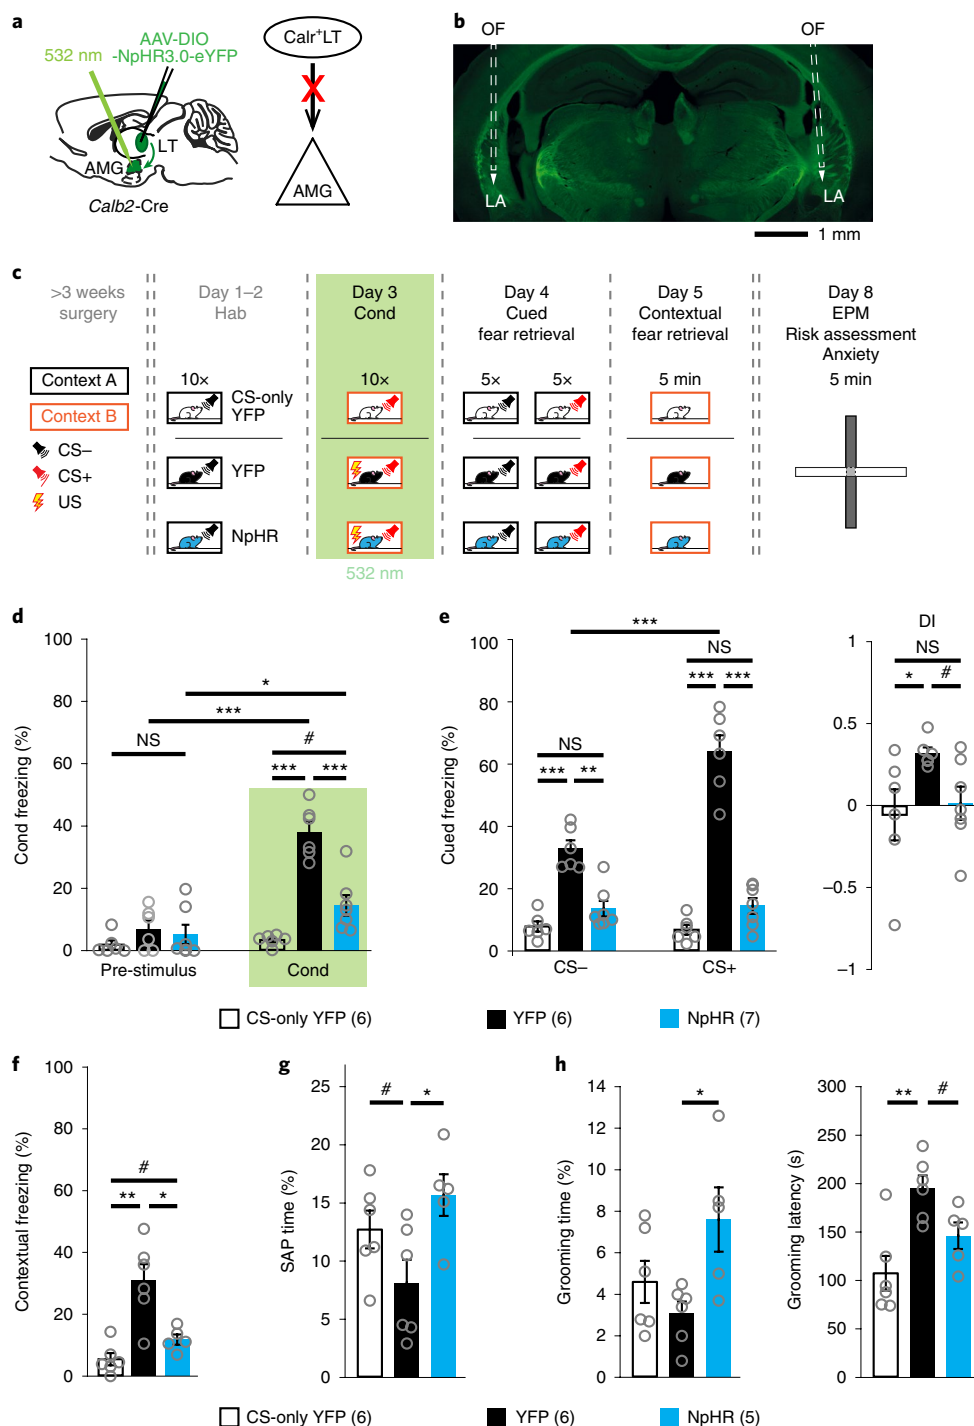 a
532 nm
AAV-DIO
-NpHR3.0-eYFP
LT
AMG
Calb2-Cre
Calr+LT
X
AMG
b
OF
OF
LA
LA
1 mm
c
>3 weeks
surgery
Day 1–2
Hab
Day 3
Cond
Day 4
Cued
fear retrieval
Day 5
Contextual
fear retrieval
Day 8
EPM
Risk assessment
Anxiety
5 min
Context A
Context B
CS–
CS+
US
10×
10×
5×
5×
5 min
CS-only
YFP
YFP
NpHR
532 nm
d
Cond freezing (%)
100
80
60
40
20
0
NS
***
*
#
***
***
Pre-stimulus
Cond
e
Cued freezing (%)
100
80
60
40
20
0
***
NS
***
**
NS
***
***
CS–
CS+
DI
1
0.5
0
–0.5
–1
NS
*
#
CS-only YFP (6)
YFP (6)
NpHR (7)
f
Contextual freezing (%)
100
80
60
40
20
0
#
**
*
g
SAP time (%)
25
20
15
10
5
0
#
*
h
Grooming time (%)
14
12
10
8
6
4
2
0
*
Grooming latency (s)
300
250
200
150
100
50
0
**
#
CS-only YFP (6)
YFP (6)
NpHR (5)